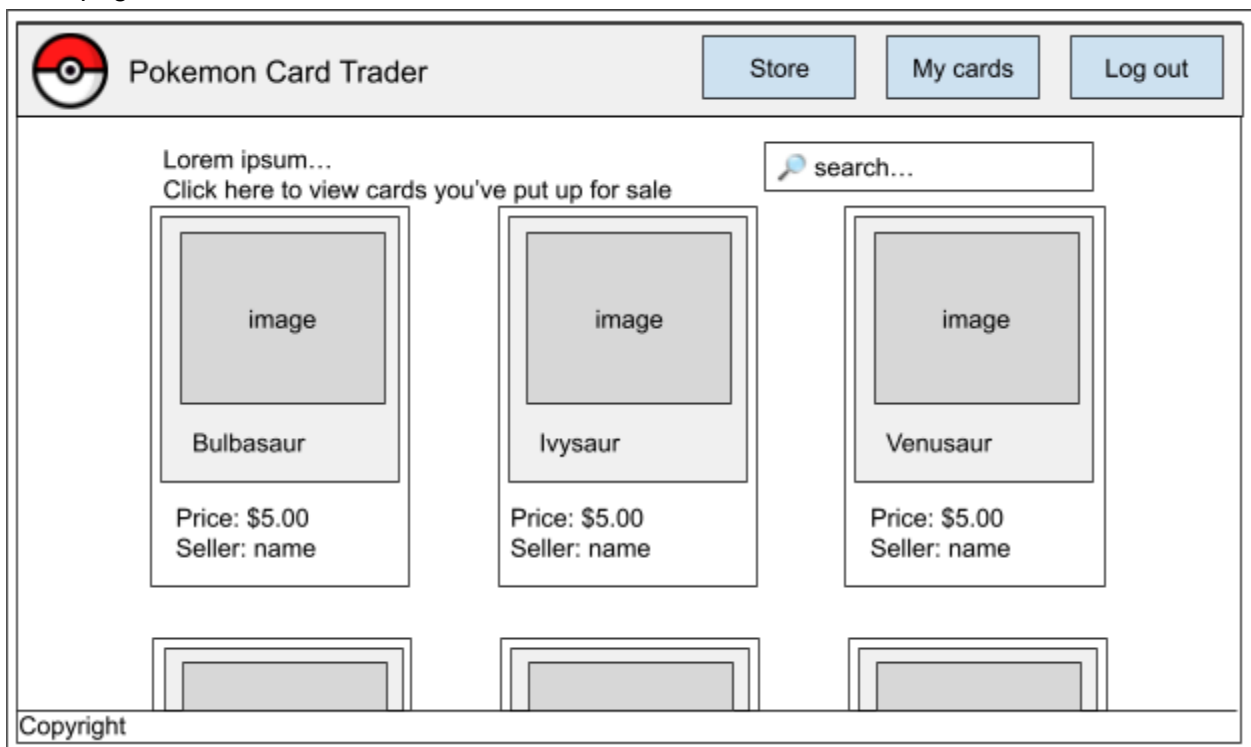 Pokemon Card Trader
Store
My cards
Log out
Lorem ipsum…
Click here to view cards you've put up for sale
search…
image
image
image
Bulbasaur
Ivysaur
Venusaur
Price: $5.00
Seller: name
Price: $5.00
Seller: name
Price: $5.00
Seller: name
Copyright